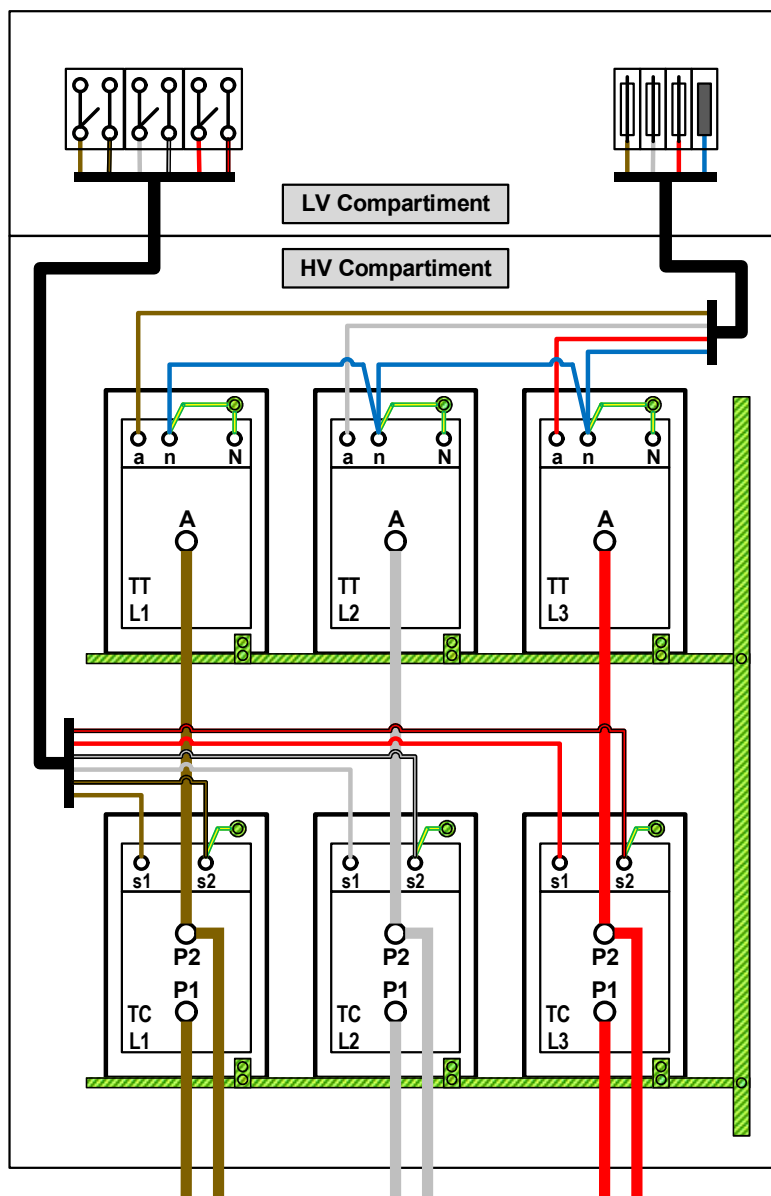 LV Compartiment
HV Compartiment
a n N
a n N
a n N
A
A
A
TT
L1
TT
L2
TT
L3
s1 s2
s1 s2
s1 s2
P2
P2
P2
P1
P1
P1
TC
L1
TC
L2
TC
L3